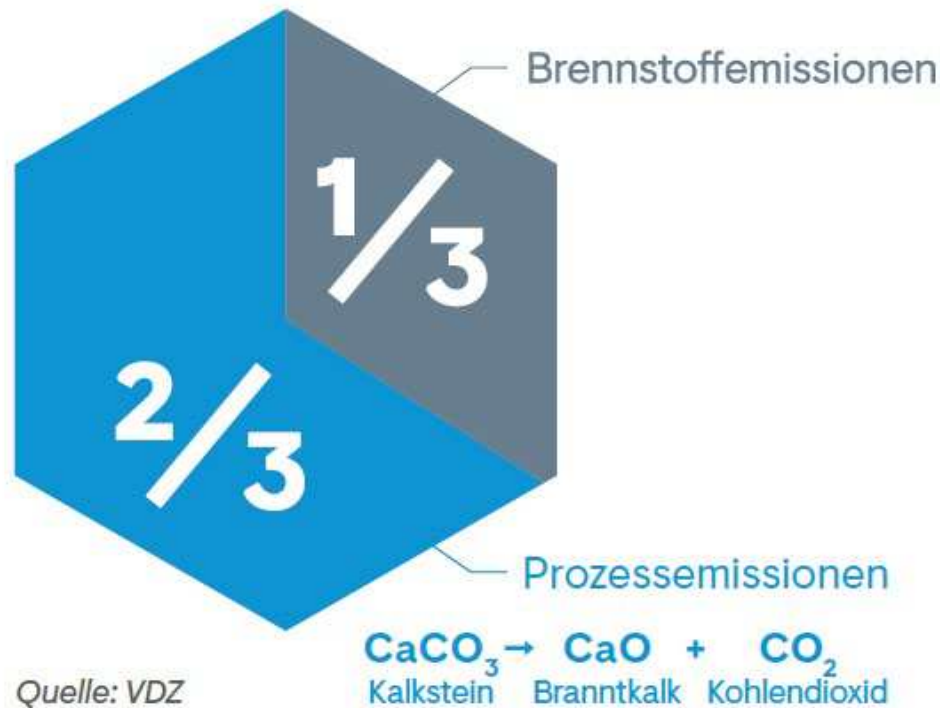 Brennstoffemissionen
1/3
2/3
Prozessemissionen
CaCO₃ → CaO + CO₂
Kalkstein Branntkalk Kohlendioxid
Quelle: VDZ